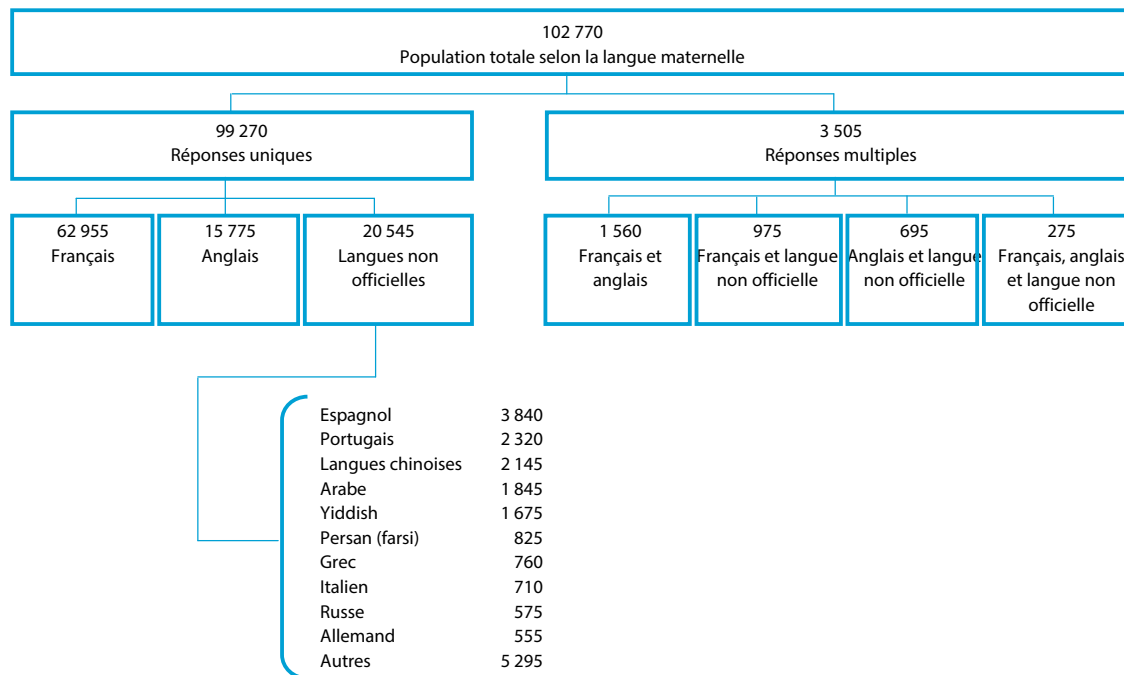 102 770
Population totale selon la langue maternelle
99 270
Réponses uniques
3 505
Réponses multiples
62 955
Français
15 775
Anglais
20 545
Langues non
officielles
1 560
Français et
anglais
975
Français et langue
non officielle
695
Anglais et langue
non officielle
275
Français, anglais
et langue non
officielle
Espagnol 3 840
Portugais 2 320
Langues chinoises 2 145
Arabe 1 845
Yiddish 1 675
Persan (farsi) 825
Grec 760
Italien 710
Russe 575
Allemand 555
Autres 5 295